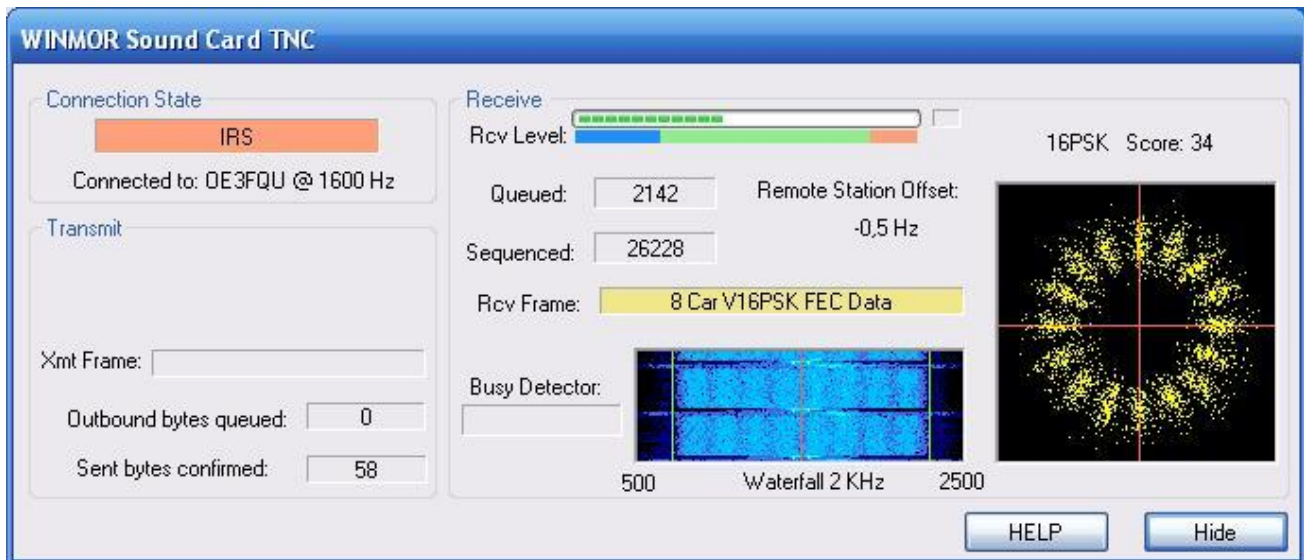 WINMOR Sound Card TNC
Connection State
IRS
Connected to: OE3FQU @ 1600 Hz
Transmit
Xmt Frame:
Outbound bytes queued: 0
Sent bytes confirmed: 58
Receive
Rcv Level:
Queued: 2142
Sequenced: 26228
Remote Station Offset:
-0,5 Hz
Rcv Frame: 8 Car V16PSK FEC Data
Busy Detector:
500 Waterfall 2 KHz 2500
16PSK Score: 34
HELP Hide